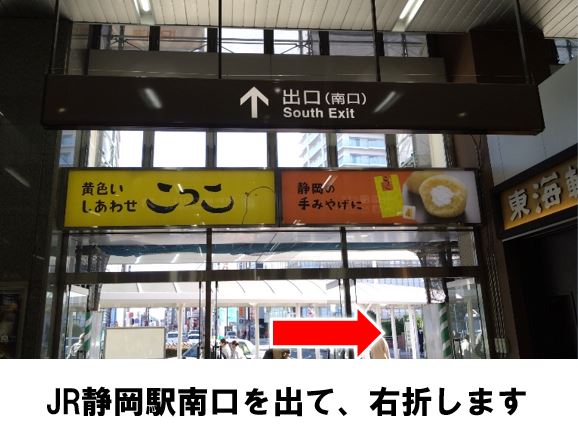 出口(南口)
South Exit
黄色い
しあわせ
こっこ
静岡の
手みやげに
東海軒
JR静岡駅南口を出て、右折します